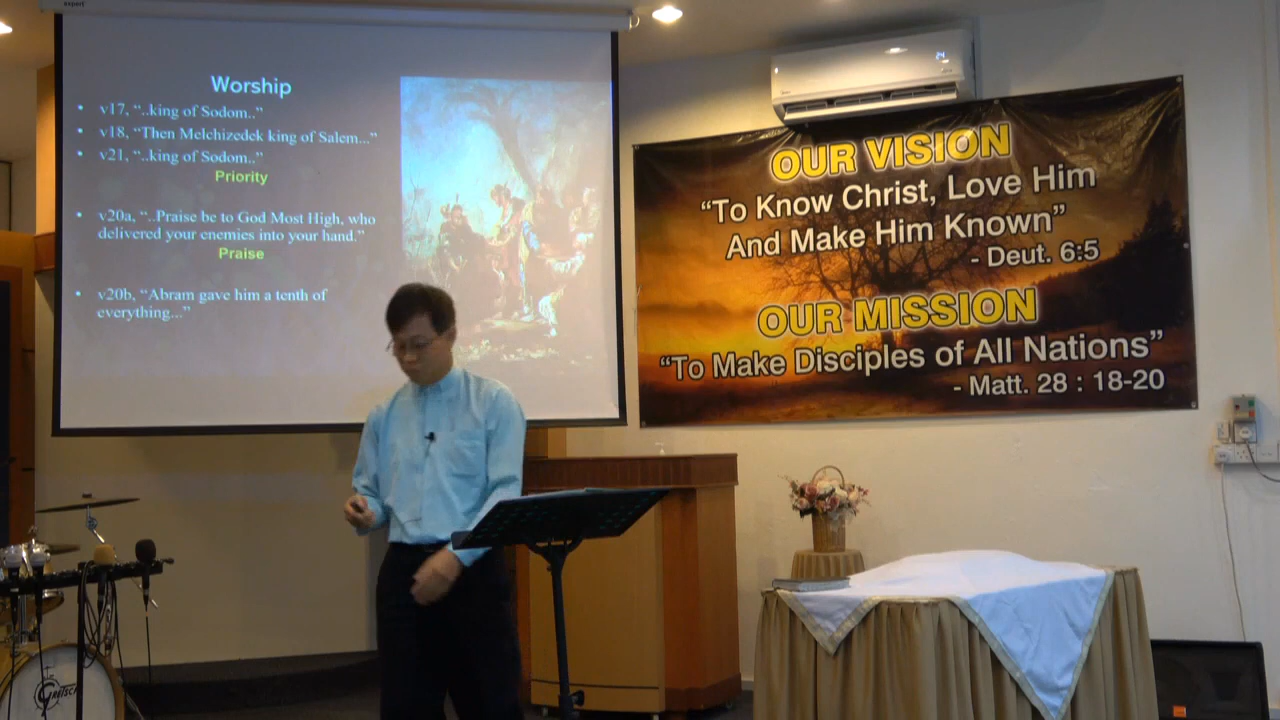 expert
Worship
• v17, “..king of Sodom..”
• v18, “Then Melchizedek king of Salem...”
• v21, “..king of Sodom..”
Priority
• v20a, “..Praise be to God Most High, who
delivered your enemies into your hand.”
Praise
• v20b, “Abram gave him a tenth of
everything...”
OUR VISION
“To Know Christ, Love Him
And Make Him Known”
- Deut. 6:5
OUR MISSION
“To Make Disciples of All Nations”
- Matt. 28 : 18-20
24
GRETSCH